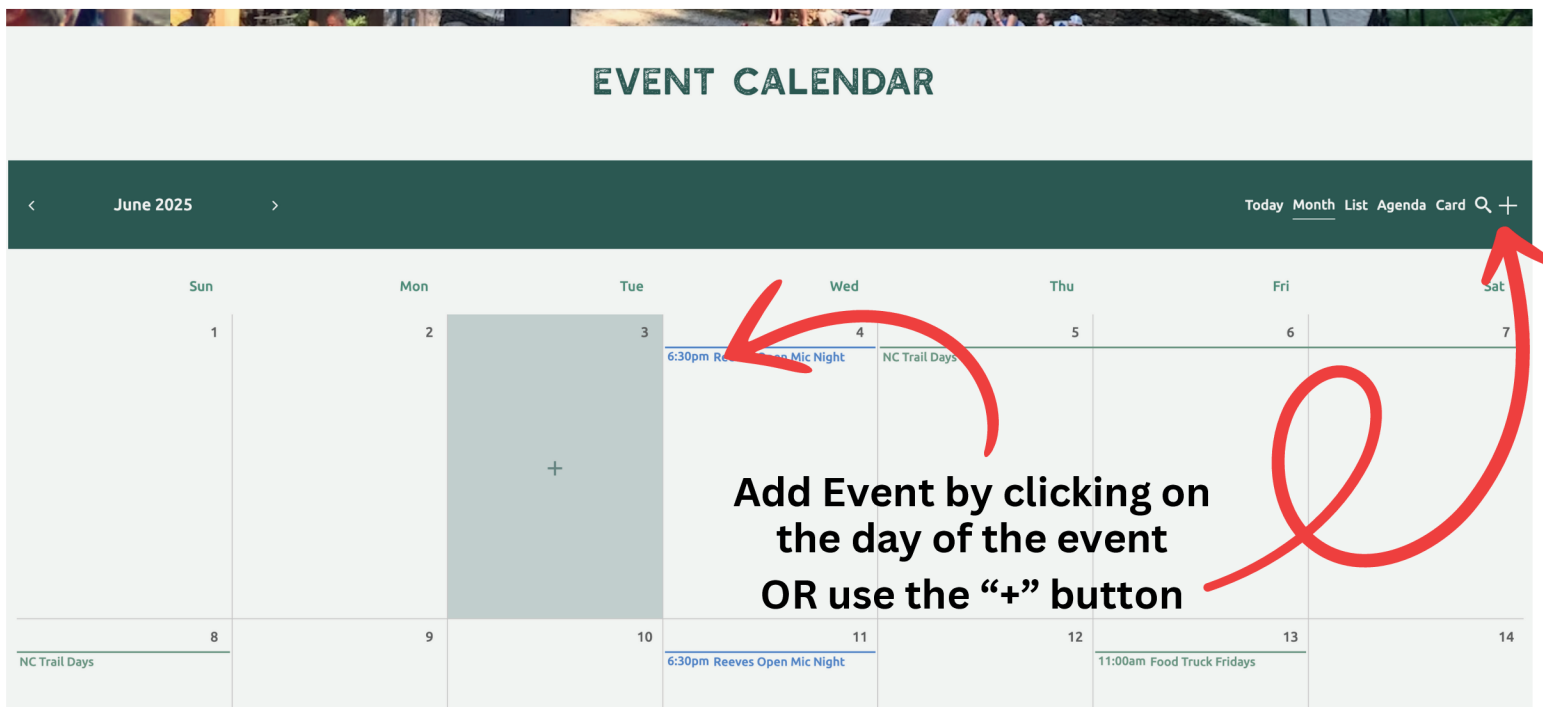 EVENT CALENDAR
June 2025
Today Month List Agenda Card
Sun Mon Tue Wed Thu Fri Sat
1 2 3 4 5 6 7
6:30pm Open Mic Night NC Trail Days
+
Add Event by clicking on
the day of the event
OR use the “+” button
8 9 10 11 12 13 14
NC Trail Days 6:30pm Reeves Open Mic Night 11:00am Food Truck Fridays